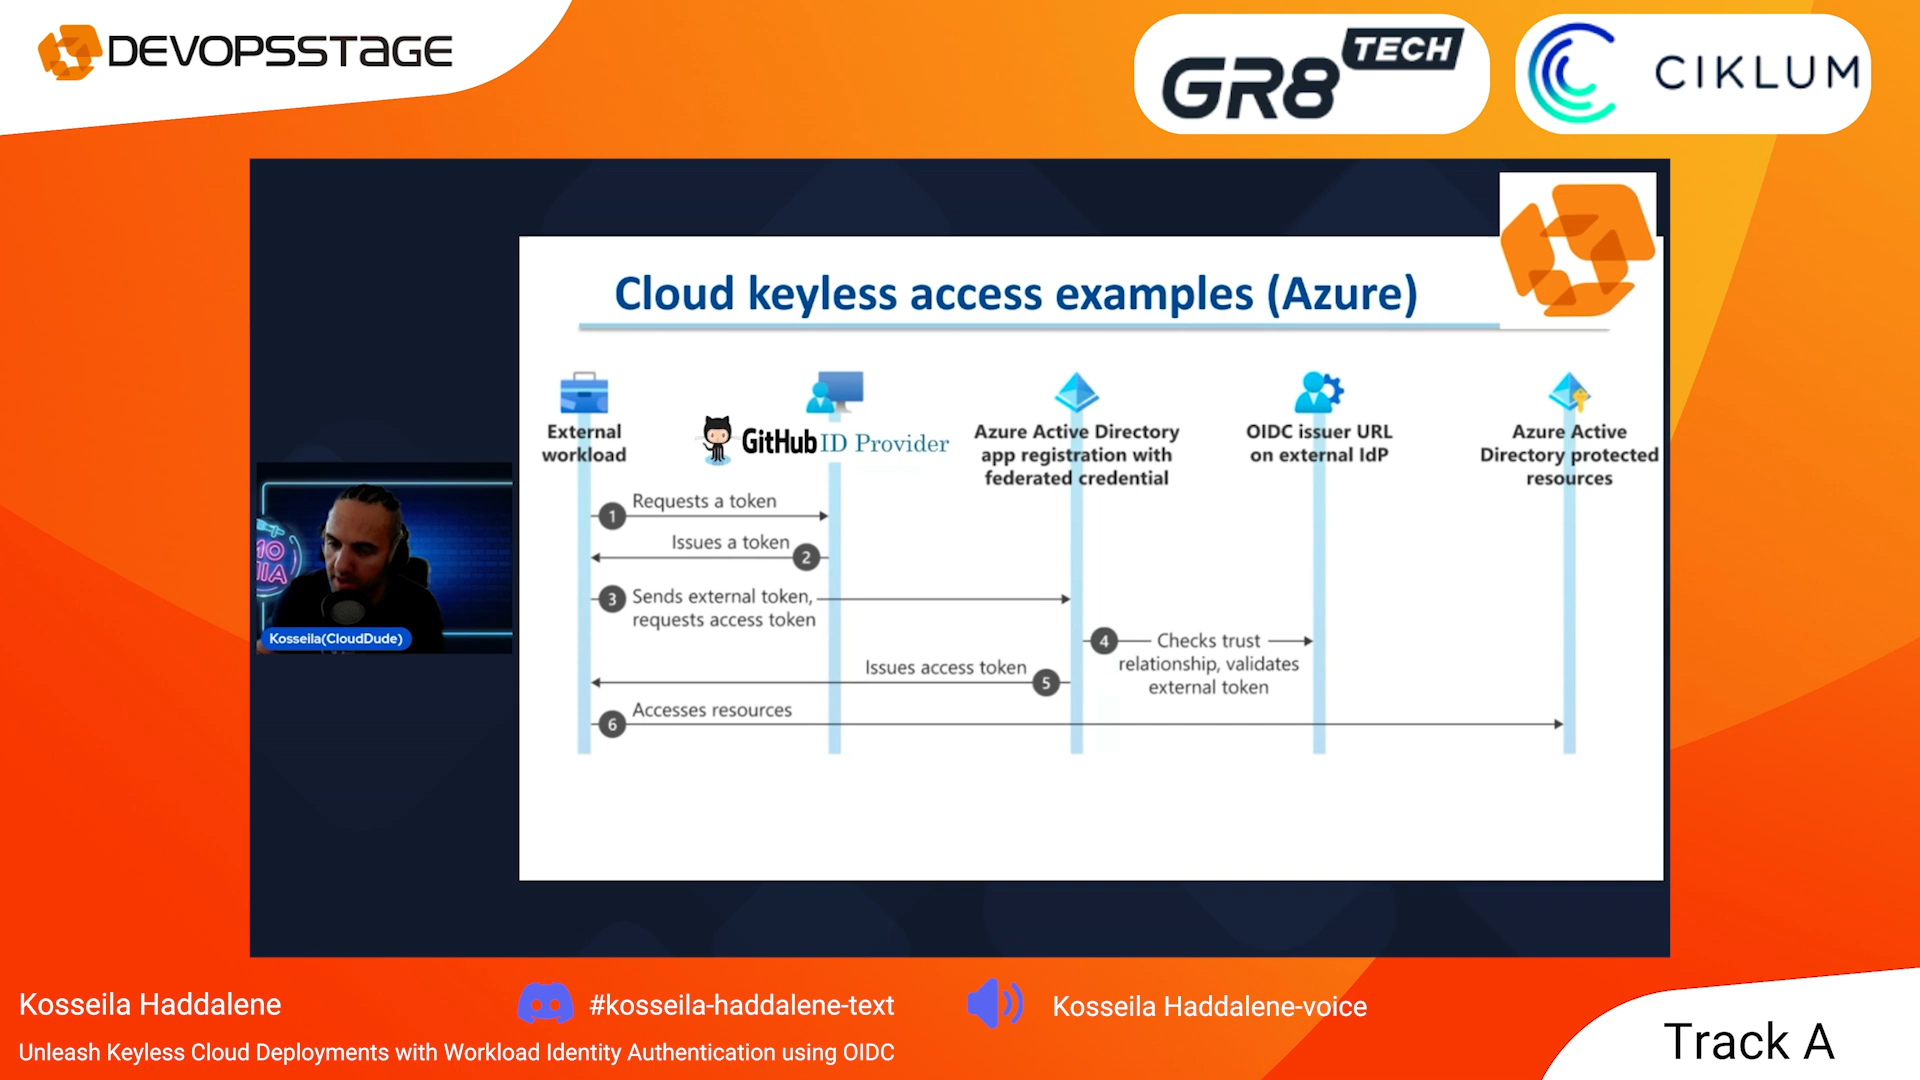 DEVOPSSTAGE
GR8 TECH
CIKLUM
Cloud keyless access examples (Azure)
External
workload
GitHub ID Provider
Azure Active Directory
app registration with
federated credential
OIDC issuer URL
on external IdP
Azure Active
Directory protected
resources
1 Requests a token
Issues a token 2
3 Sends external token,
requests access token
4 Checks trust
relationship, validates
external token
Issues access token 5
6 Accesses resources
Kosseila(CloudDude)
Kosseila Haddalene
#kosseila-haddalene-text
Kosseila Haddalene-voice
Unleash Keyless Cloud Deployments with Workload Identity Authentication using OIDC
Track A